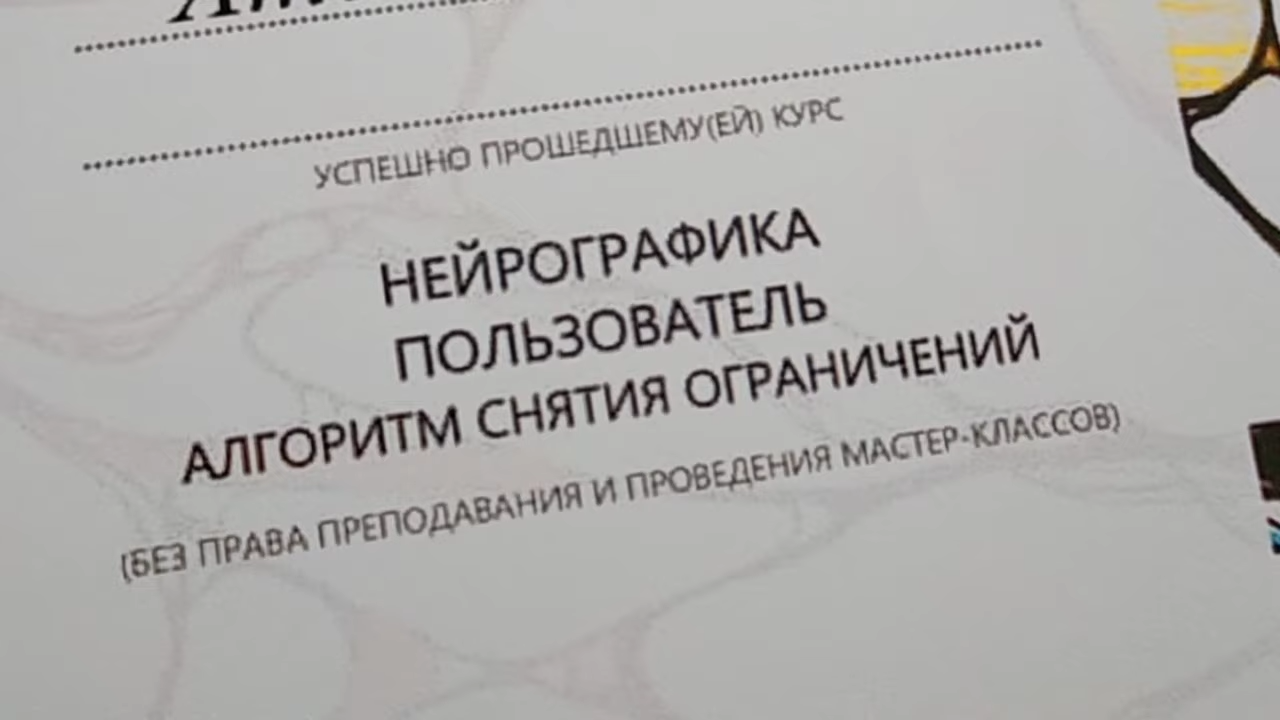 УСПЕШНО ПРОШЕДШЕМУ(ЕЙ) КУРС
НЕЙРОГРАФИКА
ПОЛЬЗОВАТЕЛЬ
АЛГОРИТМ СНЯТИЯ ОГРАНИЧЕНИЙ
(БЕЗ ПРАВА ПРЕПОДАВАНИЯ И ПРОВЕДЕНИЯ МАСТЕР-КЛАССОВ)